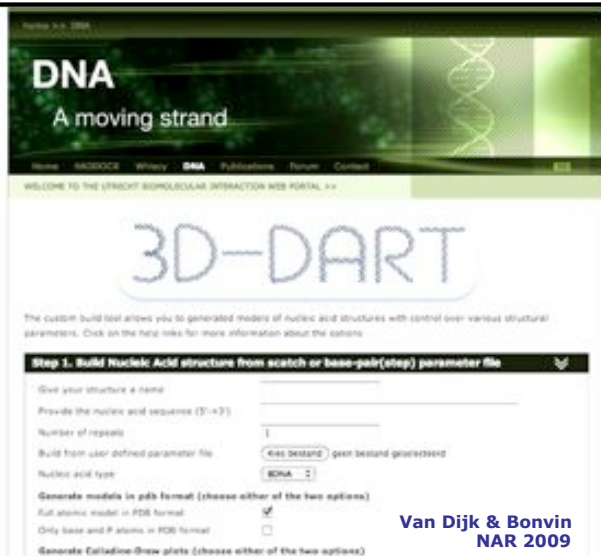 home >> DNA
DNA
A moving strand
Home HADDOCK Whiscy DNA Publications Forum Contact
WELCOME TO THE UTRECHT BIOMOLECULAR INTERACTION WEB PORTAL >>
3D-DART
The custom build tool allows you to generated models of nucleic acid structures with control over various structural
parameters. Click on the help links for more information about the options
Step 1. Build Nucleic Acid structure from scatch or base-pair(step) parameter file
Give your structure a name
Provide the nucleic acid sequence (5'->3')
Number of repeats 1
Build from user defined parameter file Kies bestand geen bestand geselecteerd
Nucleic acid type BDNA
Generate models in pdb format (choose either of the two options)
Full atomic model in PDB format
Only base and P atoms in PDB format
Generate Calladine-Drew plots (choose either of the two options)
Van Dijk & Bonvin
NAR 2009